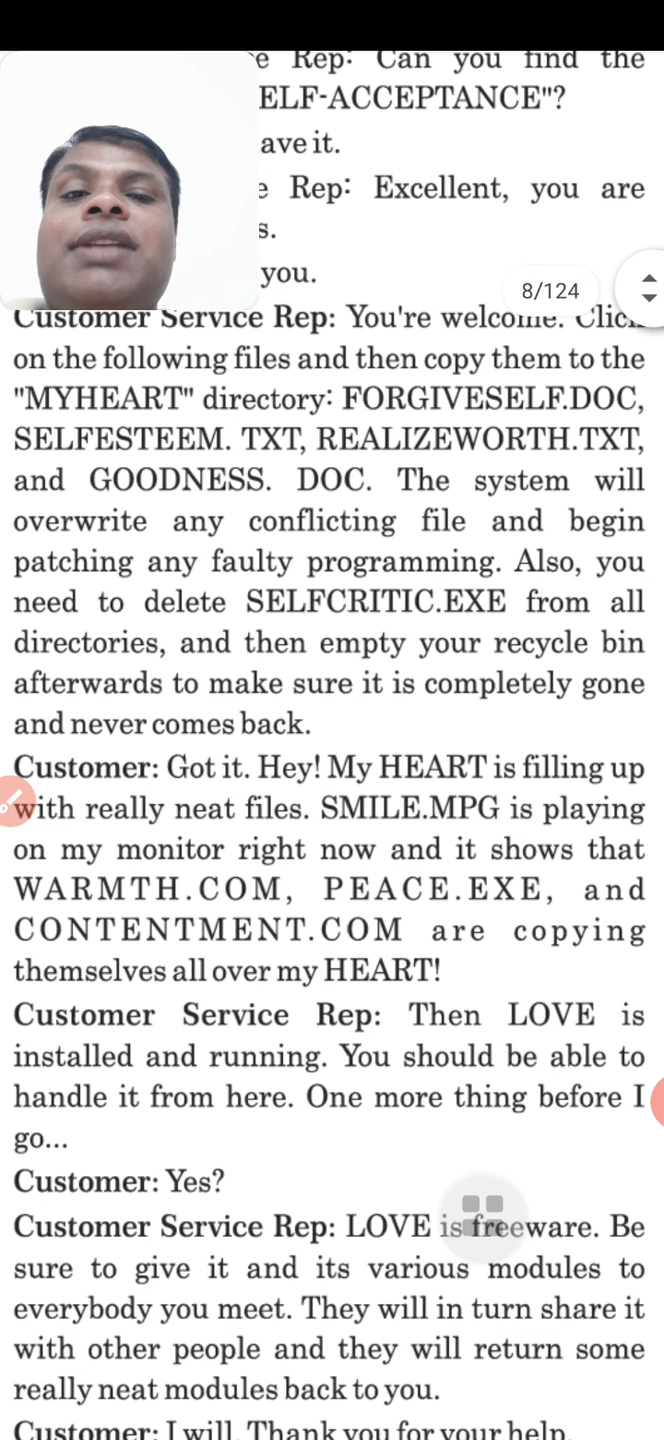 Rep: Can you find the
ELF-ACCEPTANCE"?
ave it.
e Rep: Excellent, you are
s.
you.
8/124
Customer Service Rep: You're welcome. Click
on the following files and then copy them to the
"MYHEART" directory: FORGIVESELF.DOC,
SELFESTEEM. TXT, REALIZEWORTH.TXT,
and GOODNESS. DOC. The system will
overwrite any conflicting file and begin
patching any faulty programming. Also, you
need to delete SELFCRITIC.EXE from all
directories, and then empty your recycle bin
afterwards to make sure it is completely gone
and never comes back.
Customer: Got it. Hey! My HEART is filling up
with really neat files. SMILE.MPG is playing
on my monitor right now and it shows that
WARMTH.COM, PEACE.EXE, and
CONTENTMENT.COM are copying
themselves all over my HEART!
Customer Service Rep: Then LOVE is
installed and running. You should be able to
handle it from here. One more thing before I
go...
Customer: Yes?
Customer Service Rep: LOVE is freeware. Be
sure to give it and its various modules to
everybody you meet. They will in turn share it
with other people and they will return some
really neat modules back to you.
Customer: I will. Thank you for your help.